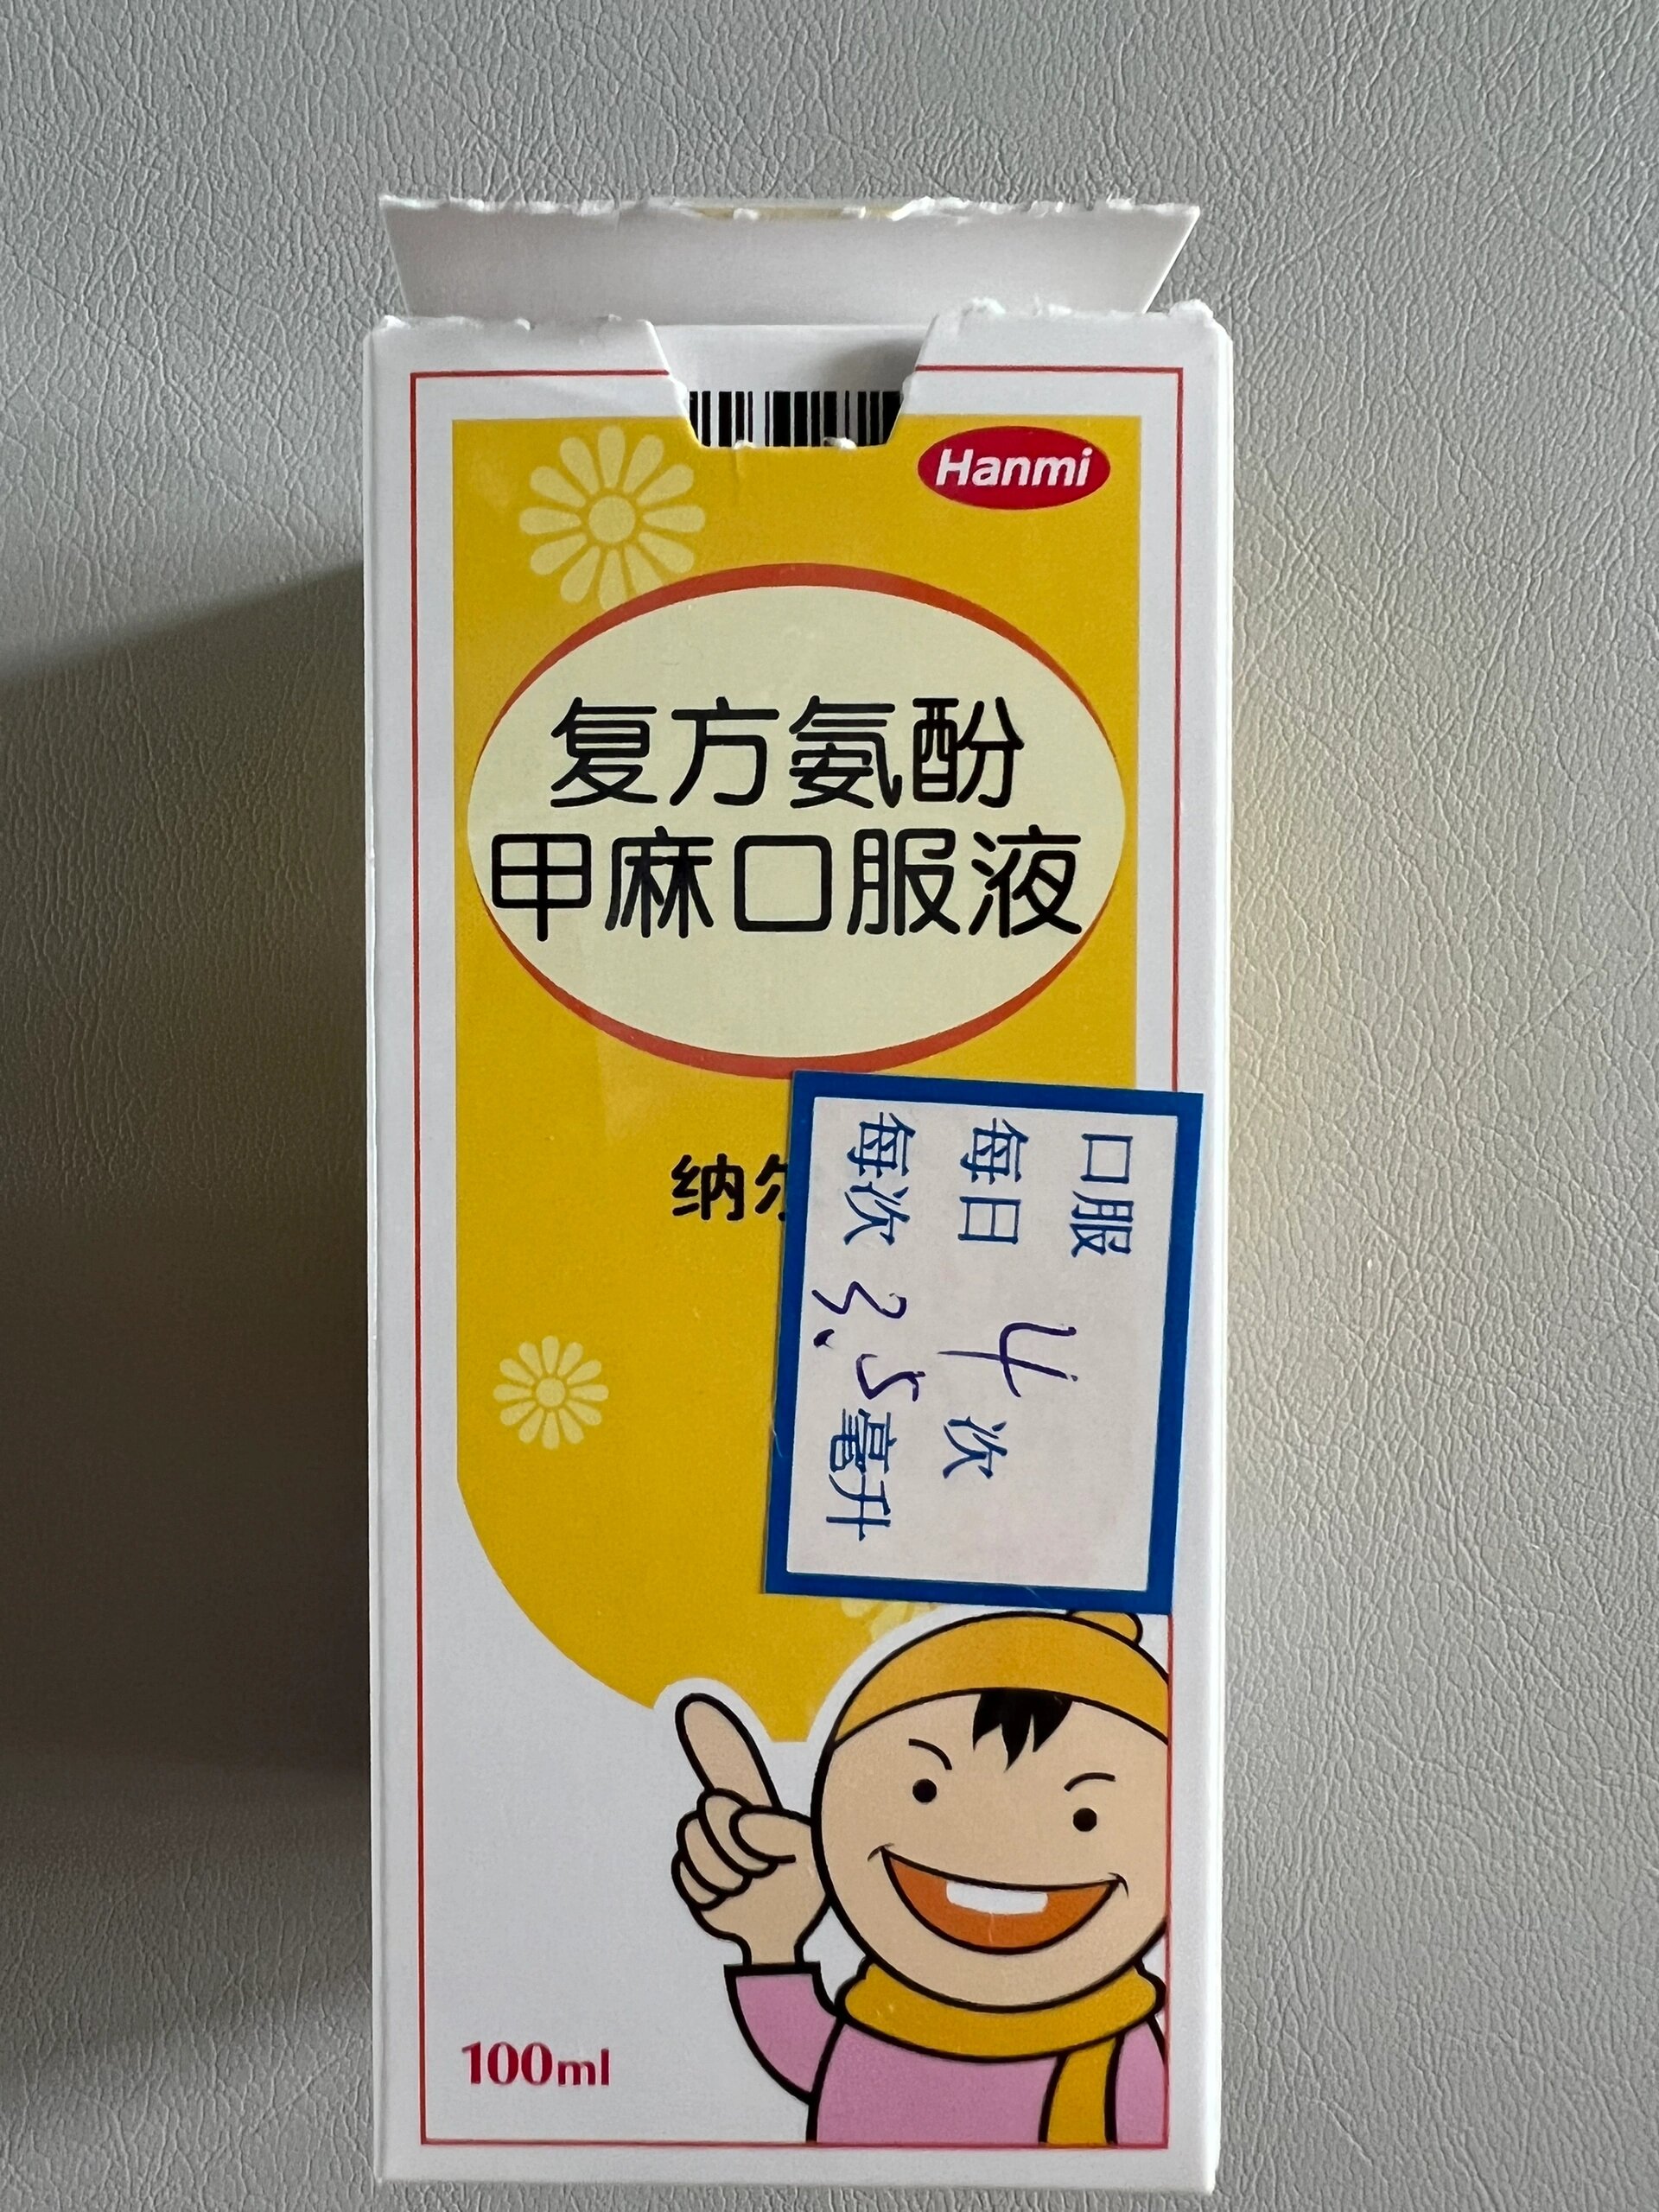 Hanmi
复方氨酚
甲麻口服液
纳尔
口服
每日 4 次
每次 3.5 毫升
100ml